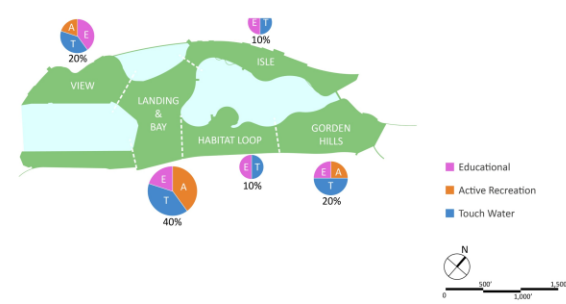 E T
10%
A E
T
20%
ISLE
VIEW
LANDING
&
BAY
HABITAT LOOP
GORDEN
HILLS
E T
10%
E A
T
20%
E A
T
40%
Educational
Active Recreation
Touch Water
N
0 500' 1,000' 1,500